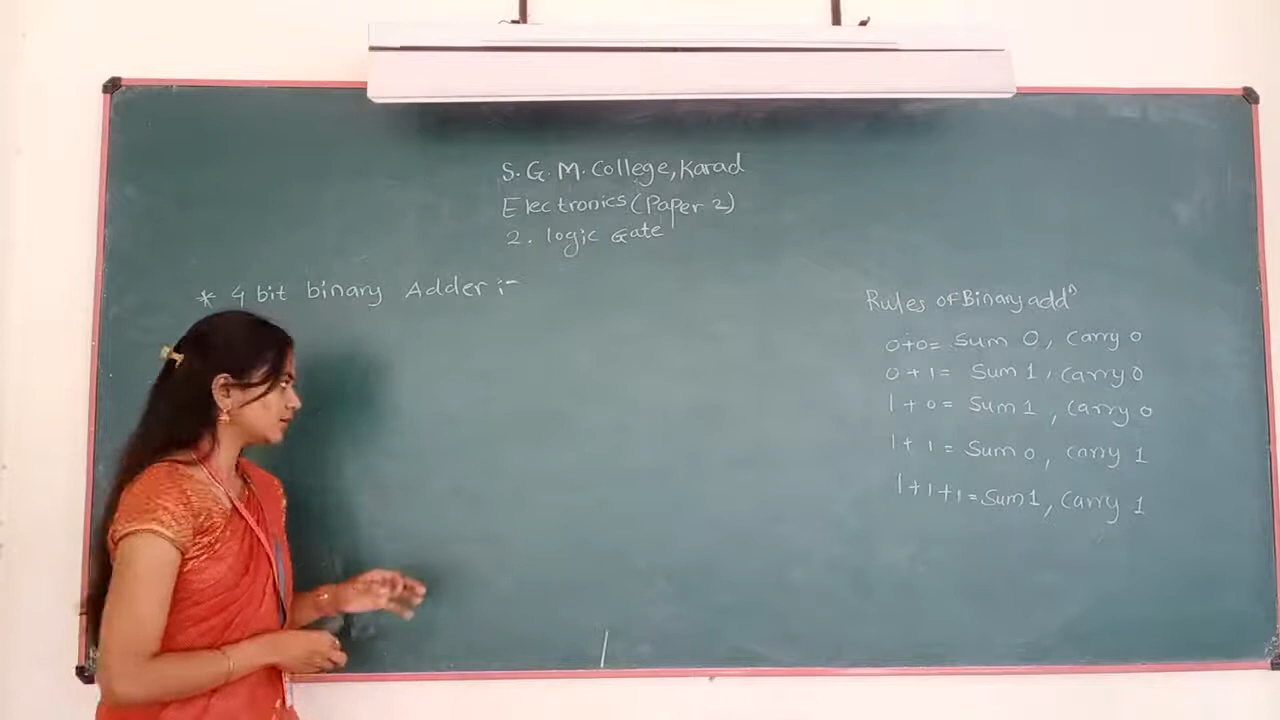 S. G. M. College, Karad
Electronics (Paper 2)
2. logic Gate
* 4 bit binary Adder :-
Rules of Binary addⁿ
0+0= Sum 0, Carry 0
0+1= Sum 1, Carry 0
1+0= Sum 1, Carry 0
1+1= Sum 0, Carry 1
1+1+1= Sum 1, Carry 1